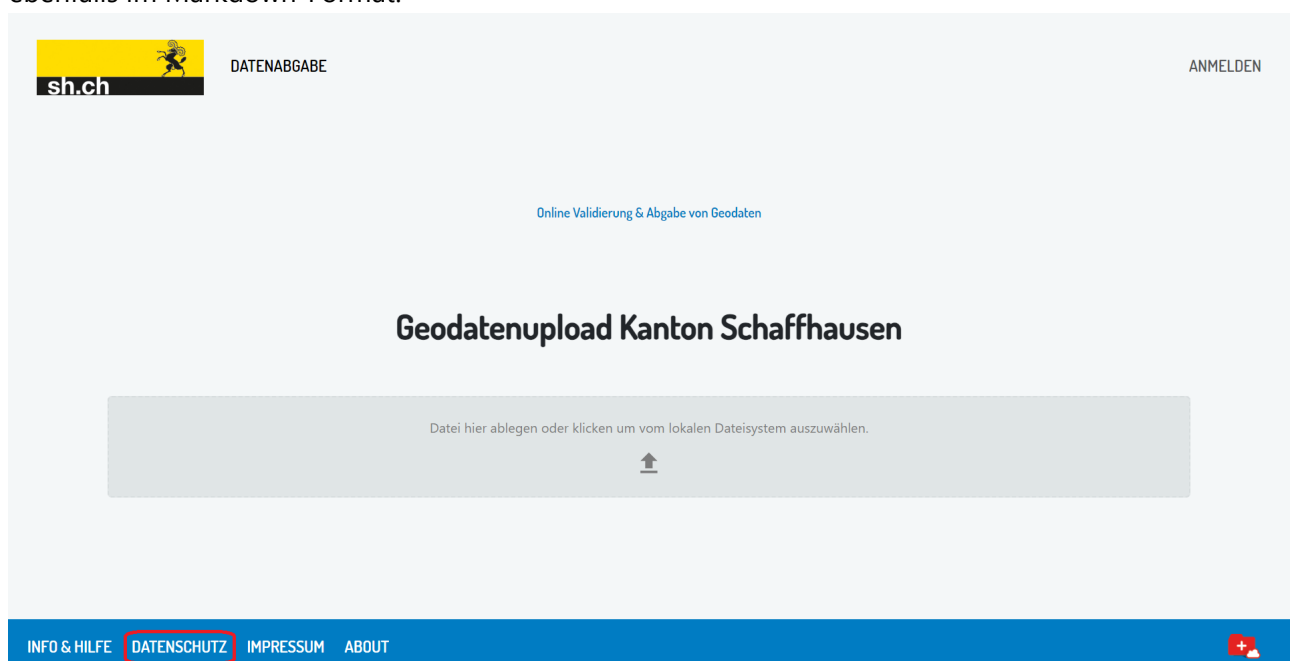 ebenfalls im Markdown-Format.
sh.ch
DATENABGABE
ANMELDEN
Online Validierung & Abgabe von Geodaten
Geodatenupload Kanton Schaffhausen
Datei hier ablegen oder klicken um vom lokalen Dateisystem auszuwählen.
INFO & HILFE DATENSCHUTZ IMPRESSUM ABOUT